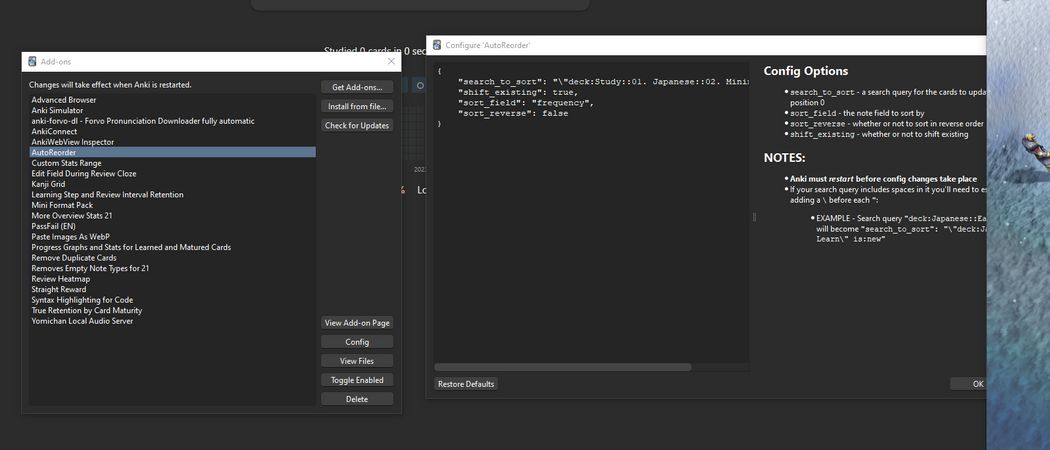 Studied 0 cards in 0 sec
Add-ons
Changes will take effect when Anki is restarted.
Advanced Browser
Anki Simulator
anki-forvo-dl - Forvo Pronunciation Downloader fully automatic
AnkiConnect
AnkiWebView Inspector
AutoReorder
Custom Stats Range
Edit Field During Review Cloze
Kanji Grid
Learning Step and Review Interval Retention
Mini Format Pack
More Overview Stats 21
PassFail (EN)
Paste Images As WebP
Progress Graphs and Stats for Learned and Matured Cards
Remove Duplicate Cards
Removes Empty Note Types for 21
Review Heatmap
Straight Reward
Syntax Highlighting for Code
True Retention by Card Maturity
Yomichan Local Audio Server
Get Add-ons...
Install from file...
Check for Updates
View Add-on Page
Config
View Files
Toggle Enabled
Delete
202
%
Lo
Configure 'AutoReorder'
{
"search_to_sort": "\"deck:Study::01. Japanese::02. Mini
"shift_existing": true,
"sort_field": "frequency",
"sort_reverse": false
}
Restore Defaults
Config Options
search_to_sort - a search query for the cards to upda
position 0
sort_field - the note field to sort by
sort_reverse - whether or not to sort in reverse order
shift_existing - whether or not to shift existing
NOTES:
Anki must restart before config changes take place
If your search query includes spaces in it you'll need to es
adding a \ before each ":
EXAMPLE - Search query "deck:Japanese::Ea
will become "search_to_sort": "\"deck:Ja
Learn\" is:new"
OK